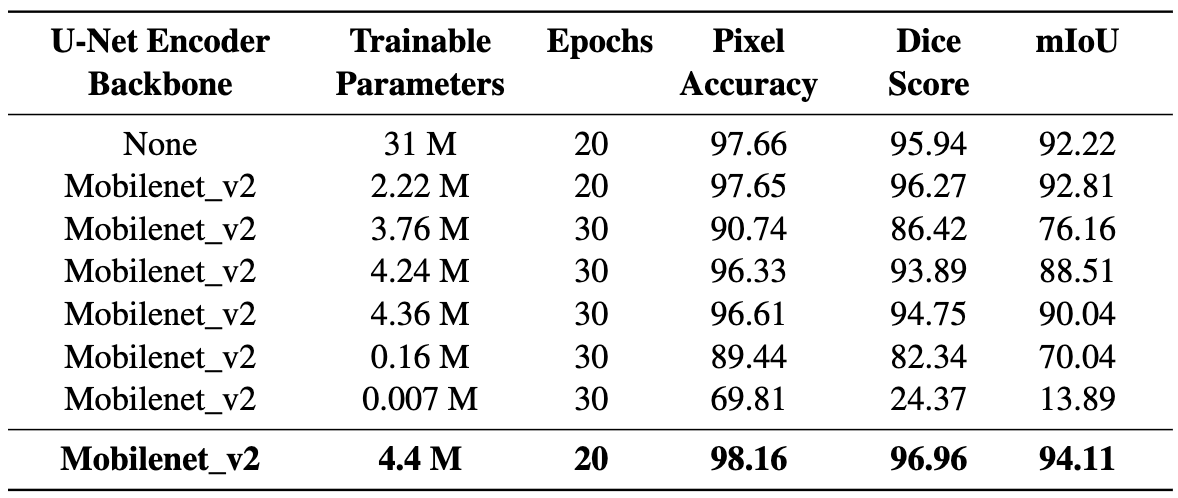 U-Net Encoder Backbone Trainable Parameters Epochs Pixel Accuracy Dice Score mIoU
None 31 M 20 97.66 95.94 92.22
Mobilenet_v2 2.22 M 20 97.65 96.27 92.81
Mobilenet_v2 3.76 M 30 90.74 86.42 76.16
Mobilenet_v2 4.24 M 30 96.33 93.89 88.51
Mobilenet_v2 4.36 M 30 96.61 94.75 90.04
Mobilenet_v2 0.16 M 30 89.44 82.34 70.04
Mobilenet_v2 0.007 M 30 69.81 24.37 13.89
Mobilenet_v2 4.4 M 20 98.16 96.96 94.11